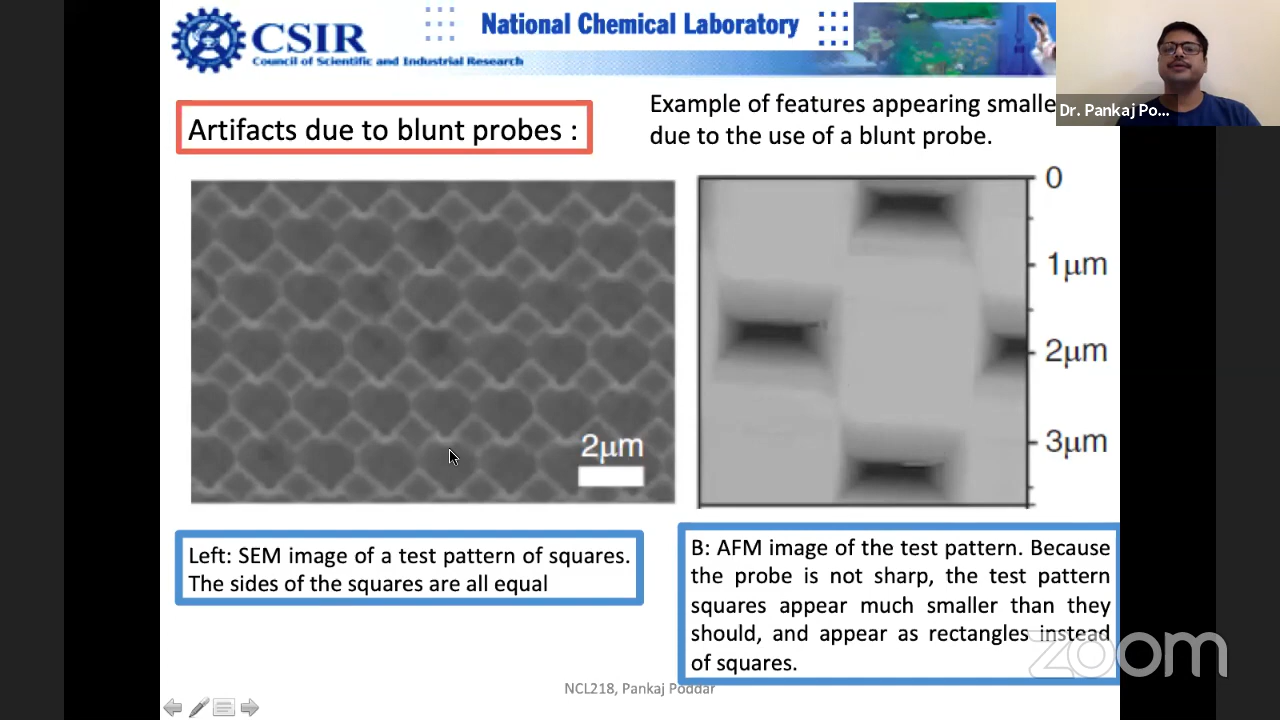 CSIR
Council of Scientific and Industrial Research
National Chemical Laboratory
Dr. Pankaj Po...
Artifacts due to blunt probes :
Example of features appearing smalle
due to the use of a blunt probe.
2μm
0
1μm
2μm
3μm
Left: SEM image of a test pattern of squares.
The sides of the squares are all equal
B: AFM image of the test pattern. Because
the probe is not sharp, the test pattern
squares appear much smaller than they
should, and appear as rectangles instead
of squares.
zoom
NCL218, Pankaj Poddar